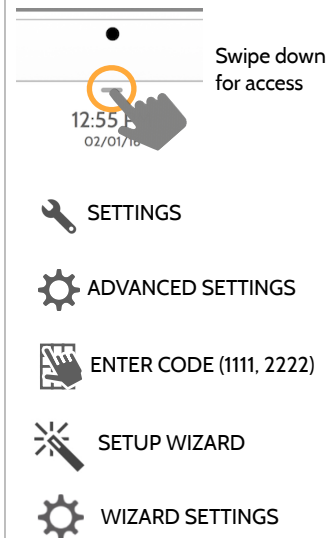 Swipe down
for access
12:55
02/01/
SETTINGS
ADVANCED SETTINGS
ENTER CODE (1111, 2222)
SETUP WIZARD
WIZARD SETTINGS